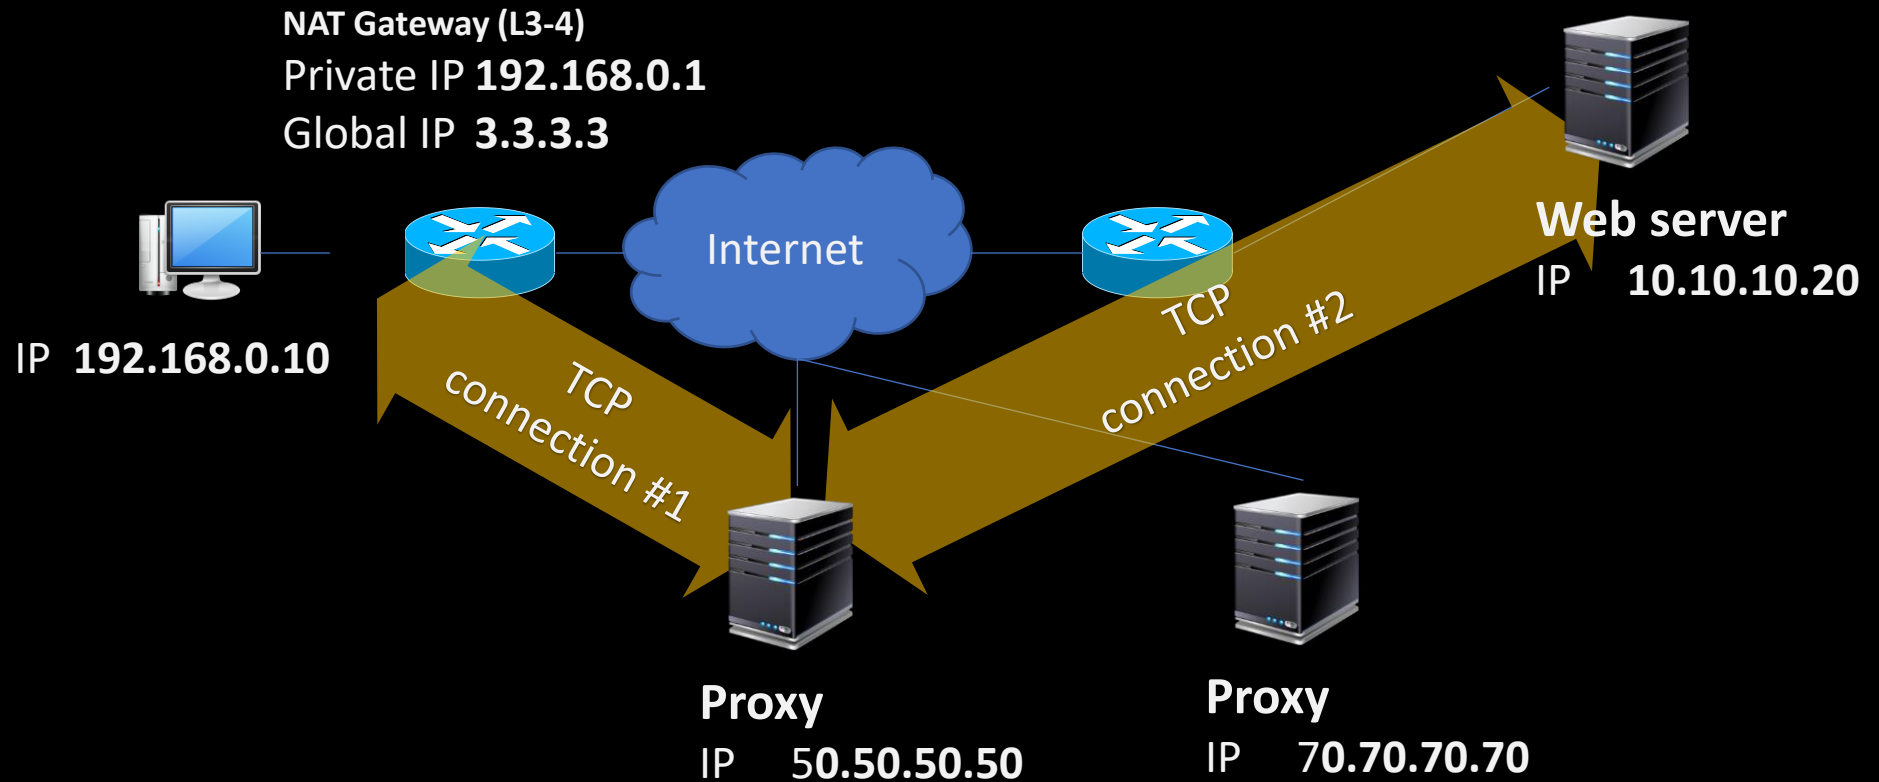 NAT Gateway (L3-4)
Private IP 192.168.0.1
Global IP 3.3.3.3
Internet
Web server
IP 10.10.10.20
IP 192.168.0.10
TCP
connection #1
TCP
connection #2
Proxy
IP 50.50.50.50
Proxy
IP 70.70.70.70